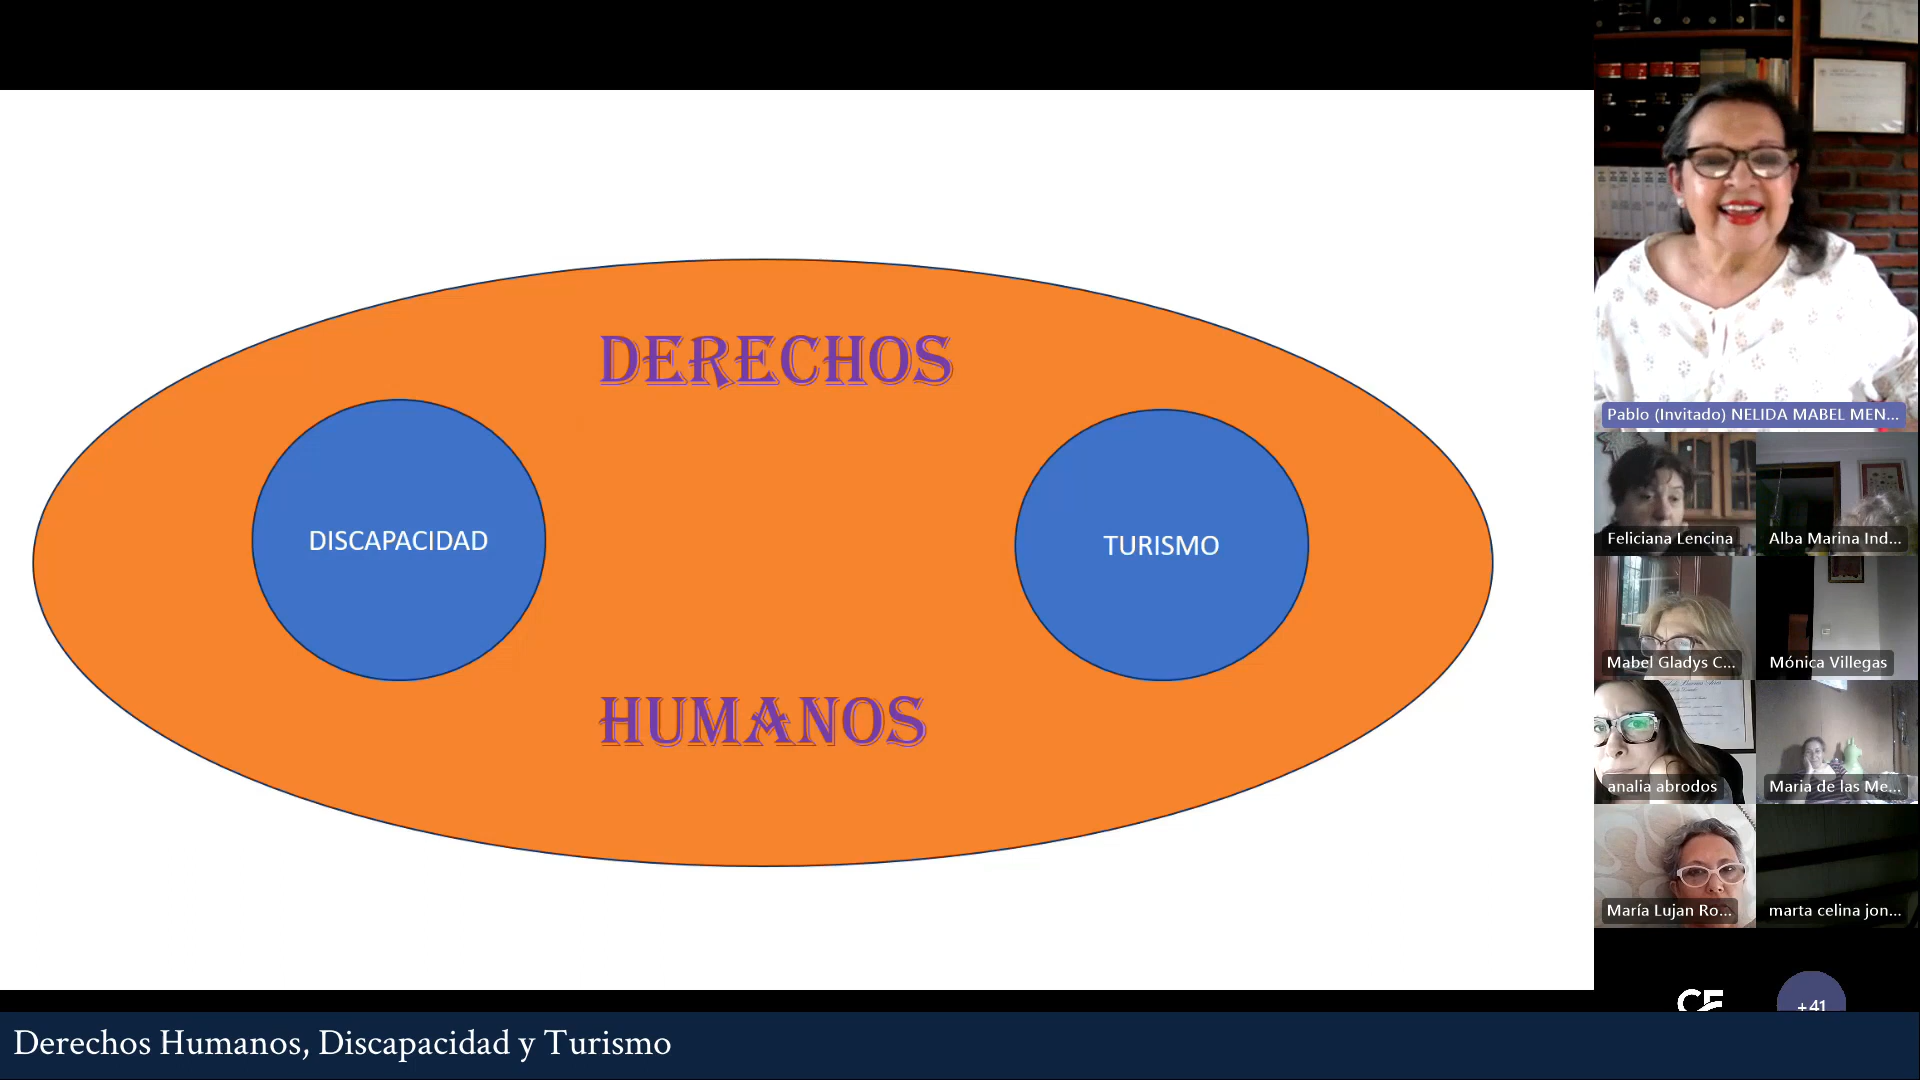 DERECHOS
DISCAPACIDAD
TURISMO
HUMANOS
Pablo (Invitado) NELIDA MABEL MEN...
Feliciana Lencina
Alba Marina Ind...
Mabel Gladys C...
Mónica Villegas
analia abrodos
Maria de las Me...
María Lujan Ro...
marta celina jon...
CF
+41
Derechos Humanos, Discapacidad y Turismo